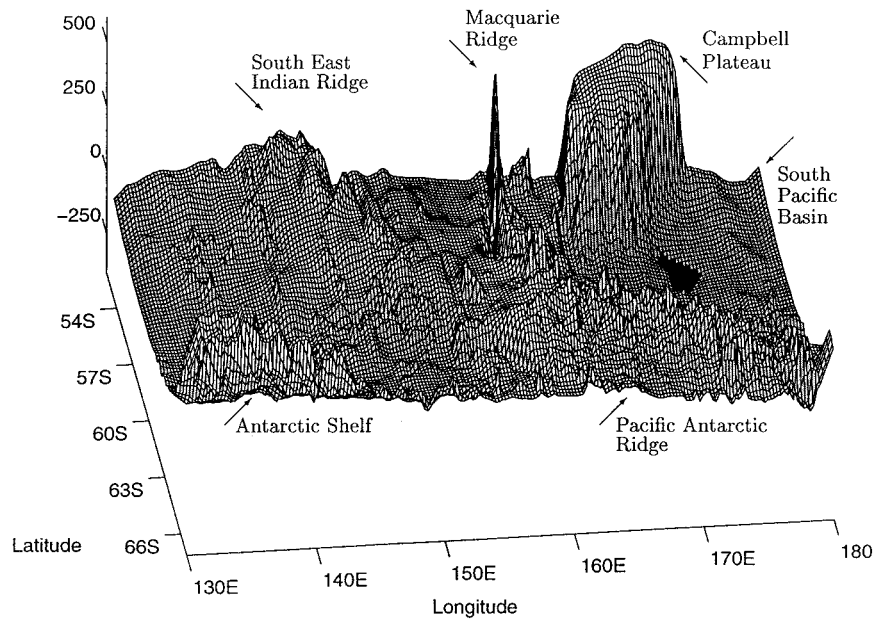 500
250
0
−250
Macquarie
Ridge
South East
Indian Ridge
Campbell
Plateau
South
Pacific
Basin
Antarctic Shelf
Pacific Antarctic
Ridge
54S
57S
60S
63S
66S
Latitude
130E
140E
150E
160E
170E
180
Longitude